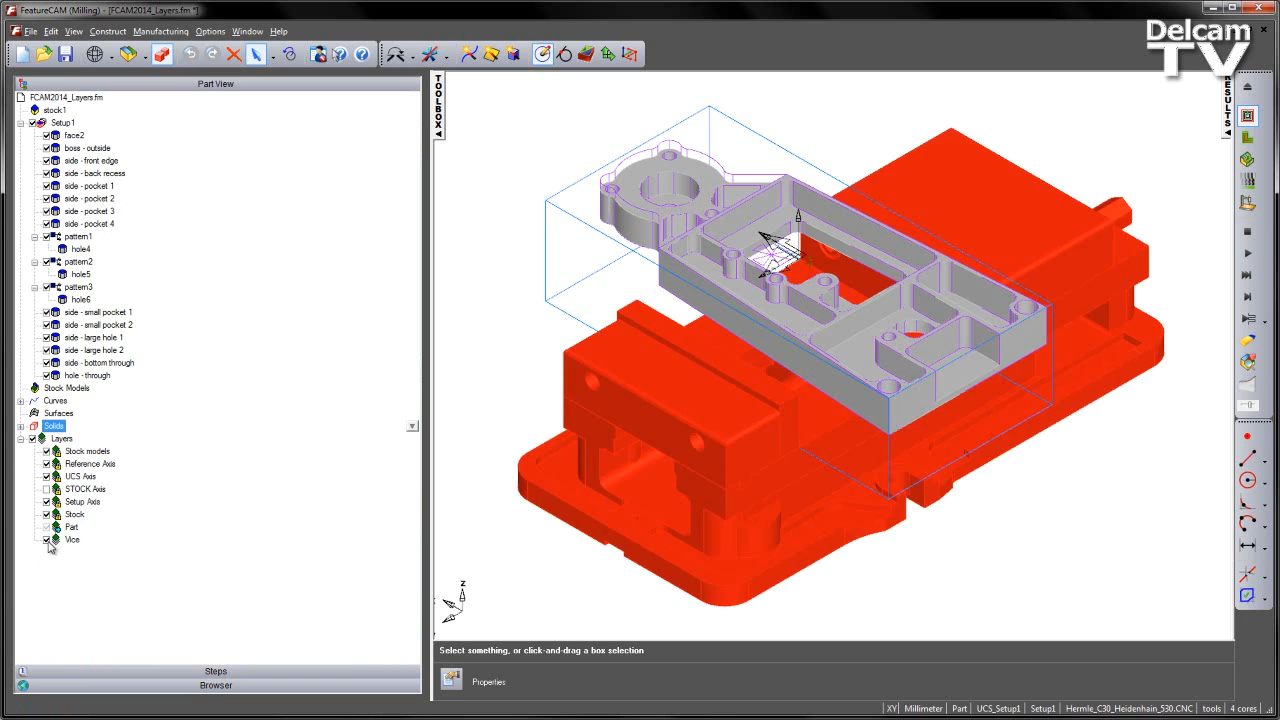 FeatureCAM (Milling) - [FCAM2014_Layers.fm *]
File Edit View Construct Manufacturing Options Window Help
Delcam
TV
Part View
FCAM2014_Layers.fm
stock1
Setup1
face2
boss - outside
side - front edge
side - back recess
side - pocket 1
side - pocket 2
side - pocket 3
side - pocket 4
pattern1
hole4
pattern2
hole5
pattern3
hole6
side - small pocket 1
side - small pocket 2
side - large hole 1
side - large hole 2
side - bottom through
hole - through
Stock Models
Curves
Surfaces
Solids
Layers
Stock models
Reference Axis
UCS Axis
STOCK Axis
Setup Axis
Stock
Part
Vice
Steps
Browser
TOOLBOX
RESULTS
Z
Select something, or click-and-drag a box selection
Properties
XY Millimeter Part UCS_Setup1 Setup1 Hermle_C30_Heidenhain_530.CNC tools 4 cores